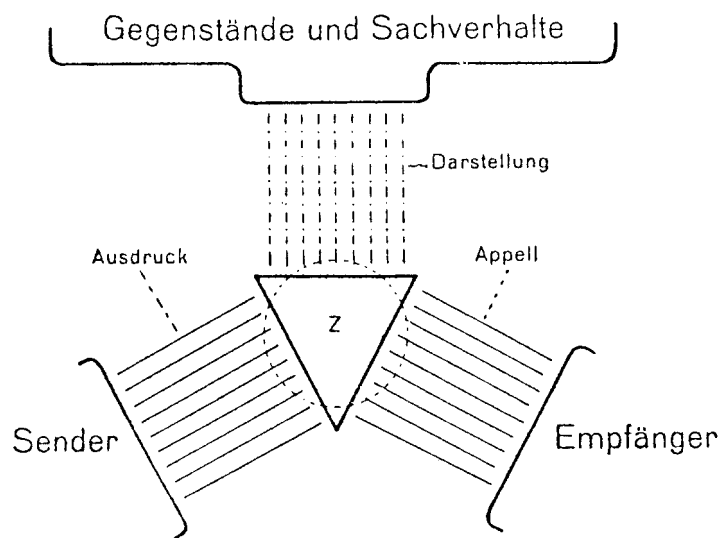 Gegenstände und Sachverhalte
Darstellung
Ausdruck
Appell
Z
Sender
Empfänger